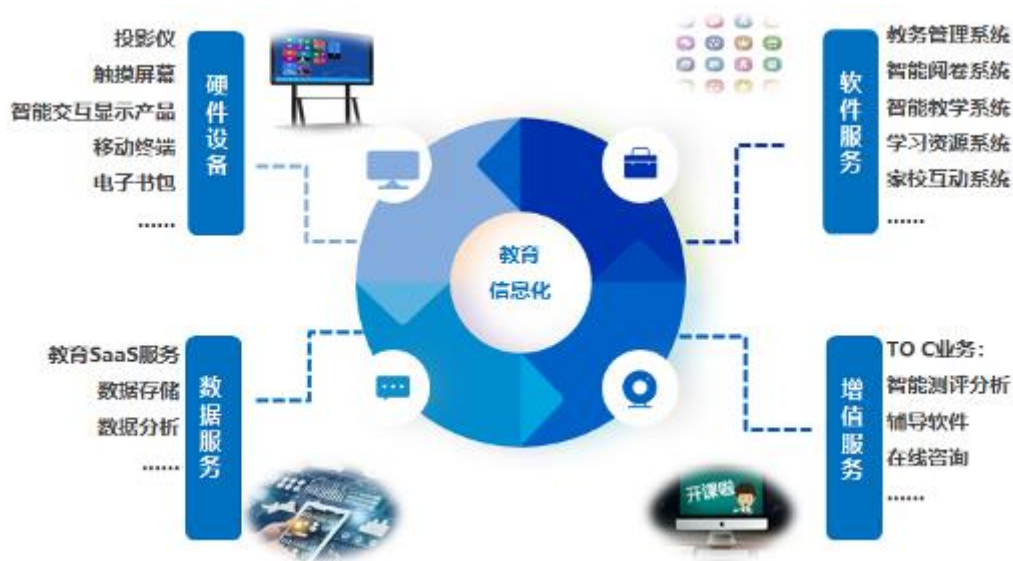 投影仪
触摸屏幕
智能交互显示产品
移动终端
电子书包
......
硬件设备
教务管理系统
智能阅卷系统
智能教学系统
学习资源系统
家校互动系统
......
软件服务
教育
信息化
教育SaaS服务
数据存储
数据分析
......
数据服务
TO C业务：
智能测评分析
辅导软件
在线咨询
......
增值服务
开课啦